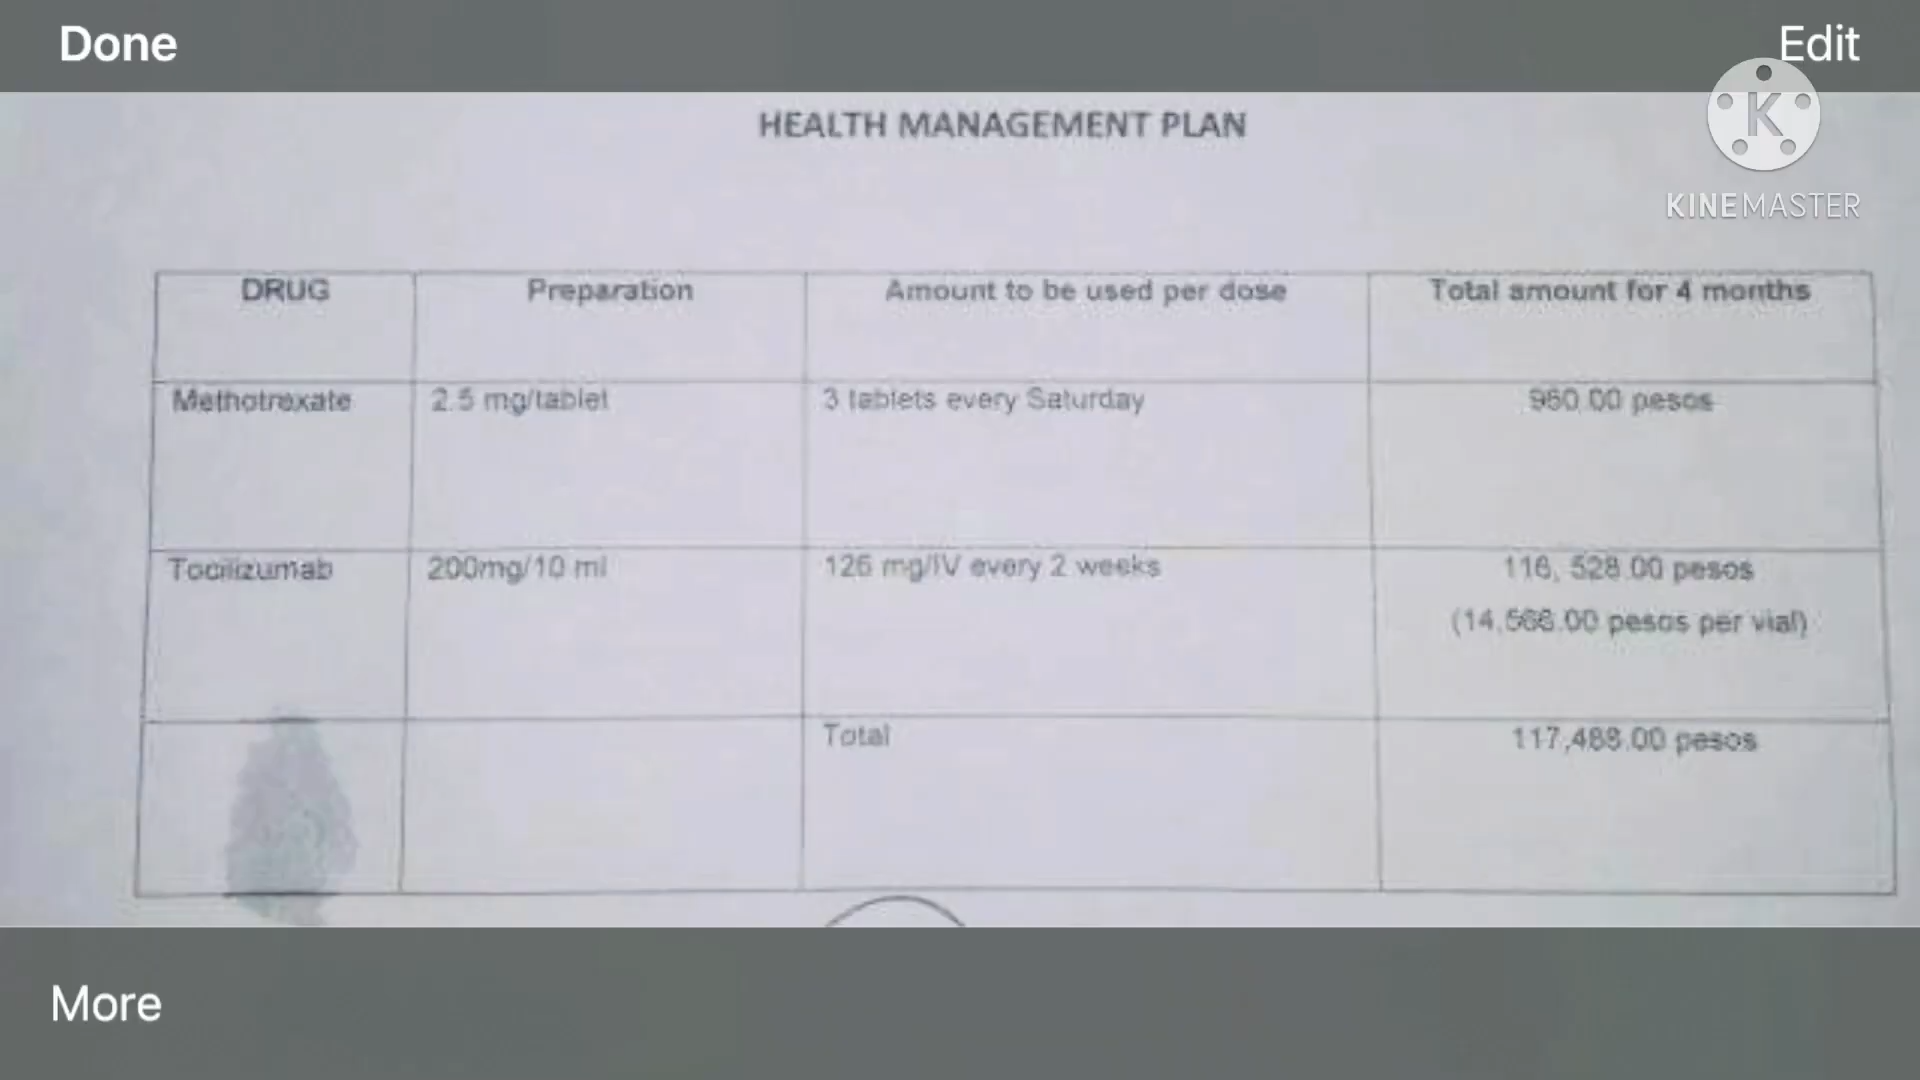 Done
Edit
KINEMASTER
HEALTH MANAGEMENT PLAN
DRUG Preparation Amount to be used per dose Total amount for 4 months
Methotrexate 2.5 mg/tablet 3 tablets every Saturday 960.00 pesos
Tocilizumab 200mg/10 ml 126 mg/IV every 2 weeks 116, 528.00 pesos
(14,566.00 pesos per vial)
Total 117,488.00 pesos
More